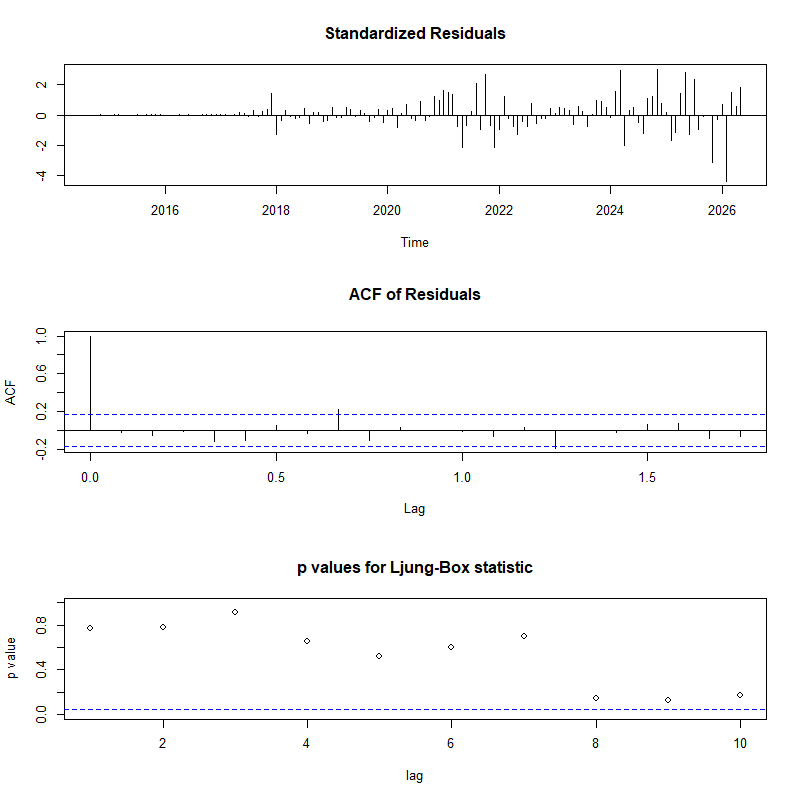 Standardized Residuals
2
0
-2
-4
2016 2018 2020 2022 2024 2026
Time
ACF of Residuals
1.0
0.6
0.2
-0.2
ACF
0.0 0.5 1.0 1.5
Lag
p values for Ljung-Box statistic
0.8
0.4
0.0
p value
2 4 6 8 10
lag